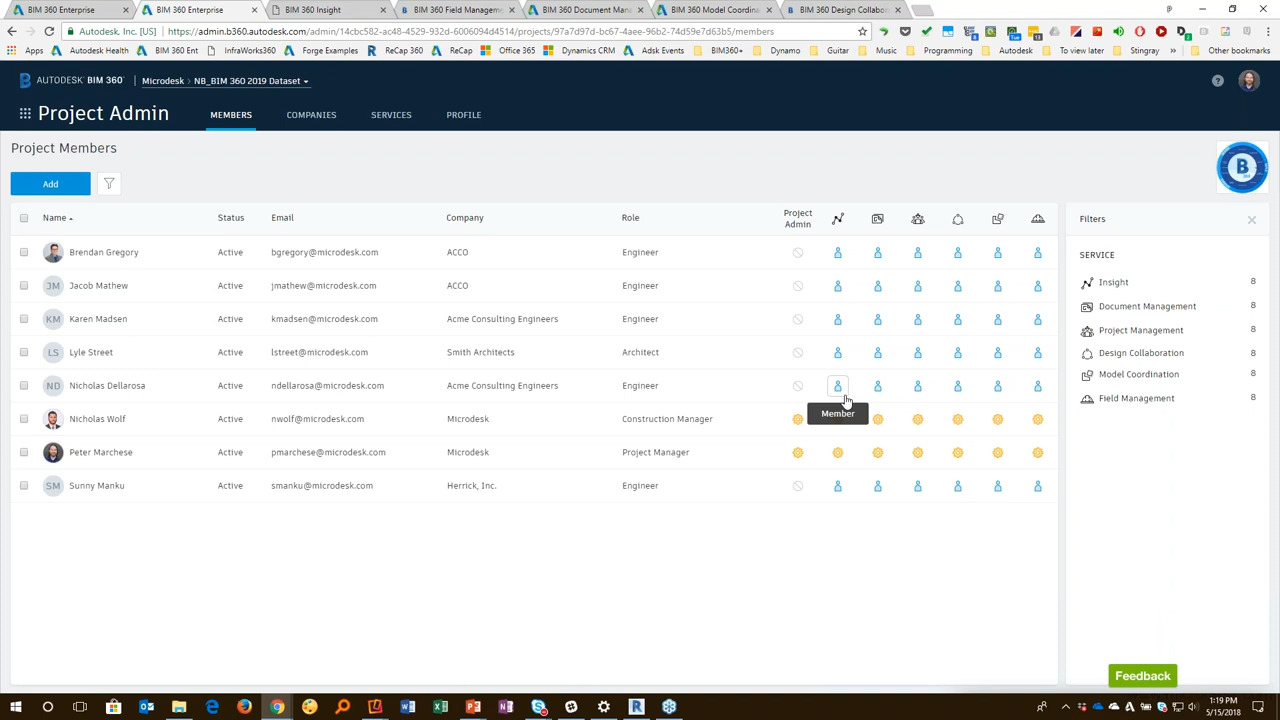 BIM 360 Enterprise
BIM 360 Enterprise
BIM 360 Insight
BIM 360 Field Manageme
BIM 360 Document Man
BIM 360 Model Coordina
BIM 360 Design Collabora
Autodesk, Inc. [US]
https://admin.b360.autodesk.com/admin/14cbc582-ac48-4529-932d-6006094d4514/projects/97a7d97d-bc67-4aee-96b2-74d59e7d63b5/members
Apps
Autodesk Health
BIM 360 Ent
InfraWorks360
Forge Examples
ReCap 360
ReCap
Office 365
Dynamics CRM
Adsk Events
BIM360+
Dynamo
Guitar
Music
Programming
Autodesk
To view later
Stingray
»
Other bookmarks
AUTODESK BIM 360°
Microdesk > NB_BIM 360 2019 Dataset
Project Admin
MEMBERS
COMPANIES
SERVICES
PROFILE
Project Members
Add
Name Status Email Company Role Project Admin
Brendan Gregory Active bgregory@microdesk.com ACCO Engineer
JM Jacob Mathew Active jmathew@microdesk.com ACCO Engineer
KM Karen Madsen Active kmadsen@microdesk.com Acme Consulting Engineers Engineer
LS Lyle Street Active lstreet@microdesk.com Smith Architects Architect
ND Nicholas Dellarosa Active ndellarosa@microdesk.com Acme Consulting Engineers Engineer
Member
Nicholas Wolf Active nwolf@microdesk.com Microdesk Construction Manager
Peter Marchese Active pmarchese@microdesk.com Microdesk Project Manager
SM Sunny Manku Active smanku@microdesk.com Herrick, Inc. Engineer
Filters
SERVICE
Insight 8
Document Management 8
Project Management 8
Design Collaboration 8
Model Coordination 8
Field Management 8
Feedback
1:19 PM
5/15/2018